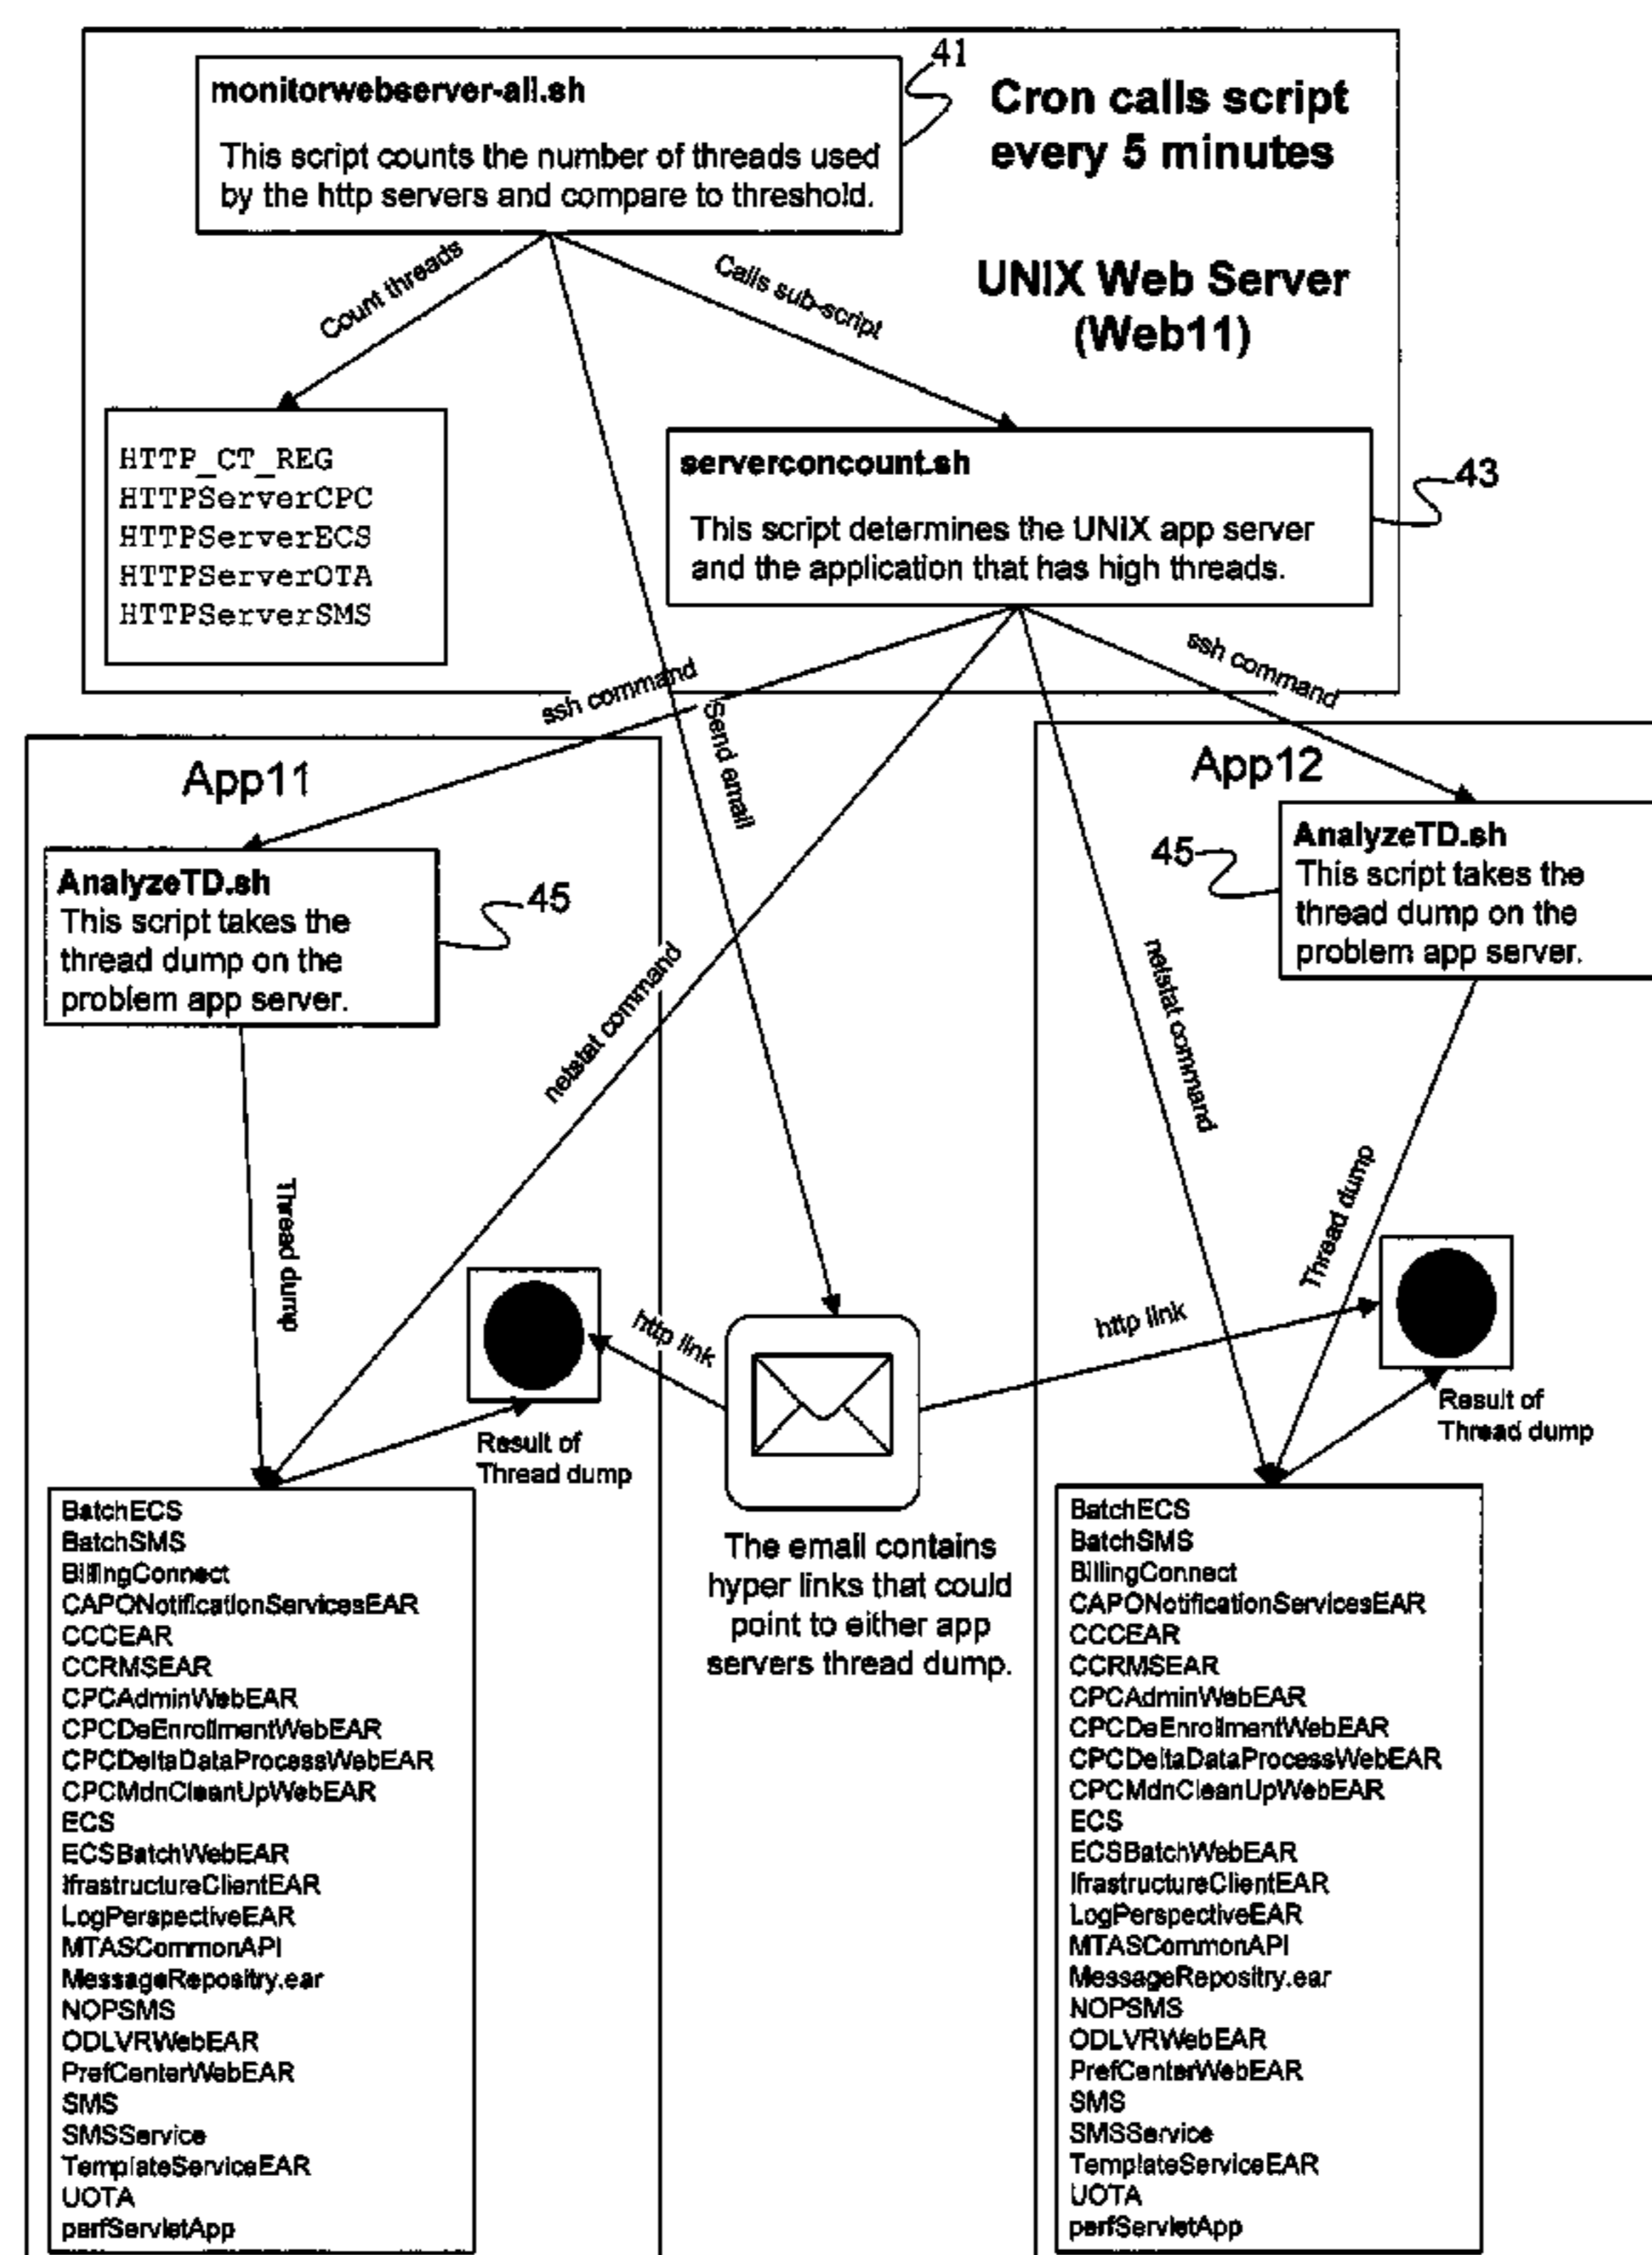 41
monitorwebserver-all.sh
This script counts the number of threads used
by the http servers and compare to threshold.
Cron calls script
every 5 minutes
UNIX Web Server
(Web11)
Count threads
Calls sub-script
HTTP_CT_REG
HTTPServerCPC
HTTPServerECS
HTTPServerOTA
HTTPServerSMS
serverconcount.sh
This script determines the UNIX app server
and the application that has high threads.
43
ssh command
Send email
ssh command
App11
AnalyzeTD.sh
This script takes the
thread dump on the
problem app server.
45
netstat command
Thread dump
App12
45
AnalyzeTD.sh
This script takes the
thread dump on the
problem app server.
netstat command
Thread dump
http link
http link
Result of
Thread dump
Result of
Thread dump
The email contains
hyper links that could
point to either app
servers thread dump.
BatchECS
BatchSMS
BillingConnect
CAPONotificationServicesEAR
CCCEAR
CCRMSEAR
CPCAdminWebEAR
CPCDeEnrollmentWebEAR
CPCDeltaDataProcessWebEAR
CPCMdnCleanUpWebEAR
ECS
ECSBatchWebEAR
IfrastructureClientEAR
LogPerspectiveEAR
MTASCommonAPI
MessageRepositry.ear
NOPSMS
ODLVRWebEAR
PrefCenterWebEAR
SMS
SMSService
TemplateServiceEAR
UOTA
perfServletApp
BatchECS
BatchSMS
BillingConnect
CAPONotificationServicesEAR
CCCEAR
CCRMSEAR
CPCAdminWebEAR
CPCDeEnrollmentWebEAR
CPCDeltaDataProcessWebEAR
CPCMdnCleanUpWebEAR
ECS
ECSBatchWebEAR
IfrastructureClientEAR
LogPerspectiveEAR
MTASCommonAPI
MessageRepositry.ear
NOPSMS
ODLVRWebEAR
PrefCenterWebEAR
SMS
SMSService
TemplateServiceEAR
UOTA
perfServletApp